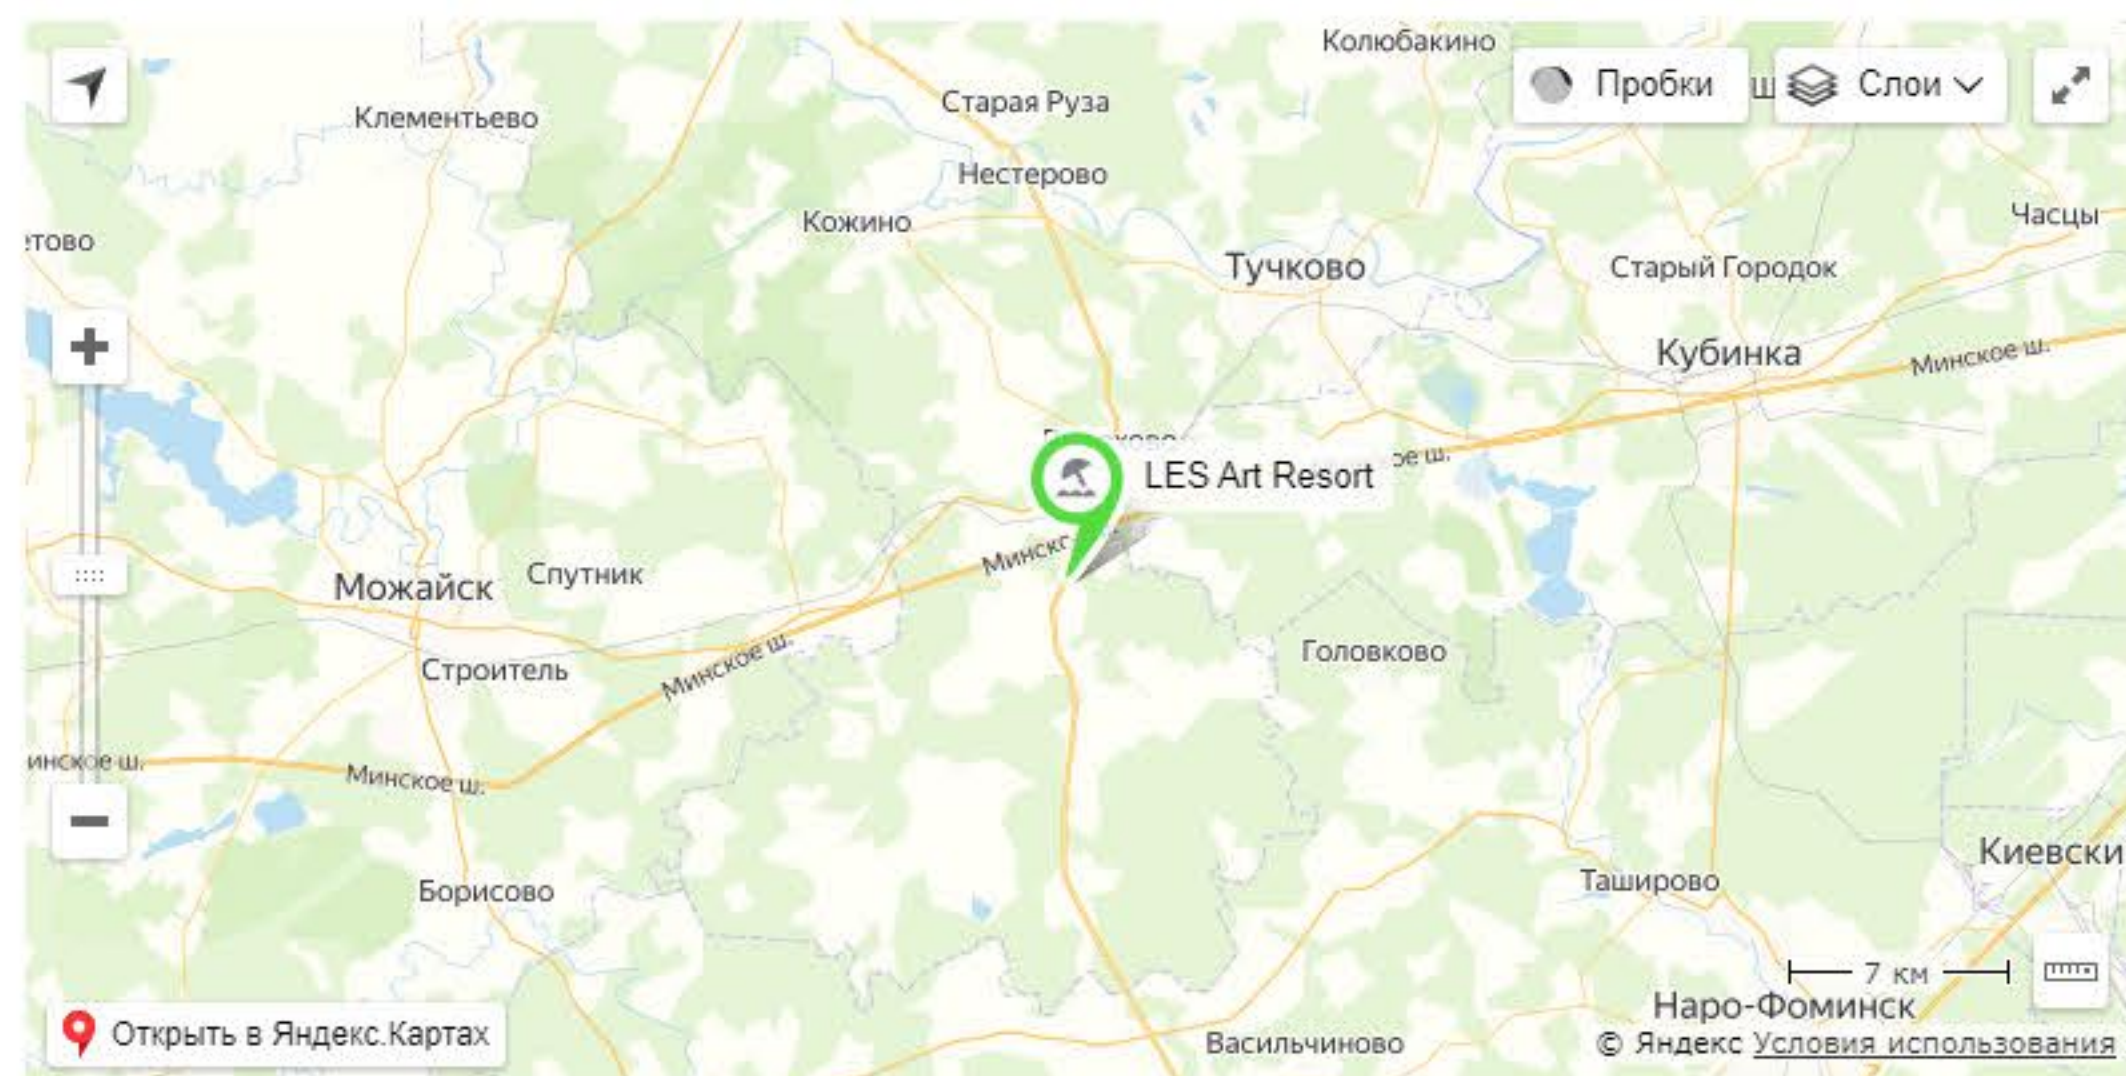 Колюбакино
Пробки
Слои
Старая Руза
Клементьево
Нестерово
Кожино
Часцы
Тучково
Старый Городок
Кубинка
Минское ш.
LES Art Resort
Можайск
Спутник
Головково
Строитель
Минское ш.
Минское ш.
Борисово
Таширово
7 км
Наро-Фоминск
Открыть в Яндекс.Картах
Васильчиново
© Яндекс Условия использования